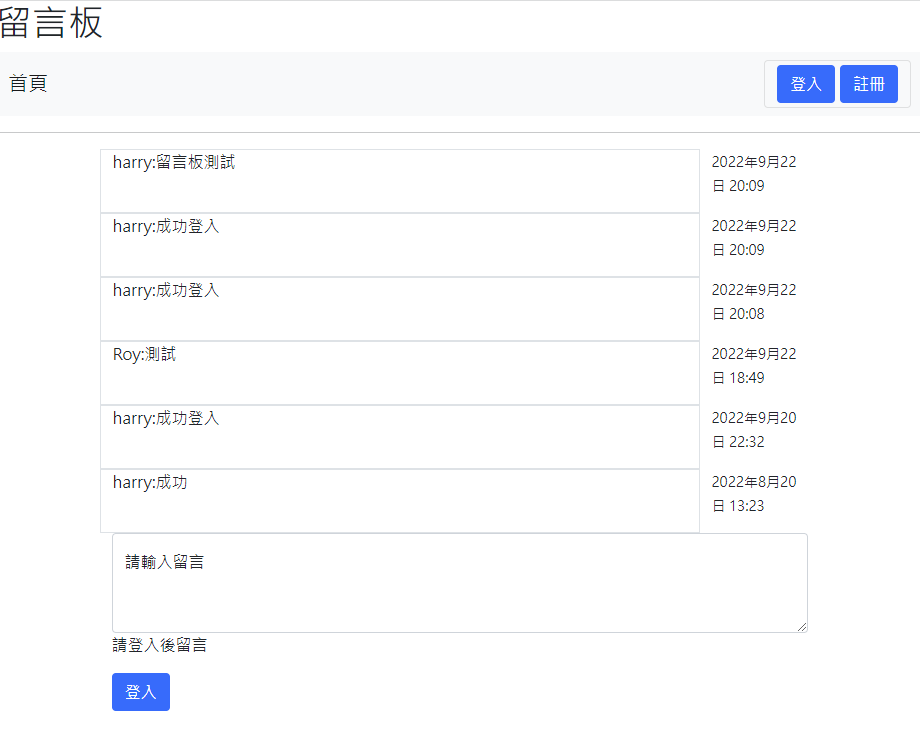 留言板
首頁
登入 註冊
harry:留言板測試
2022年9月22
日 20:09
harry:成功登入
2022年9月22
日 20:09
harry:成功登入
2022年9月22
日 20:08
Roy:測試
2022年9月22
日 18:49
harry:成功登入
2022年9月20
日 22:32
harry:成功
2022年8月20
日 13:23
請輸入留言
請登入後留言
登入